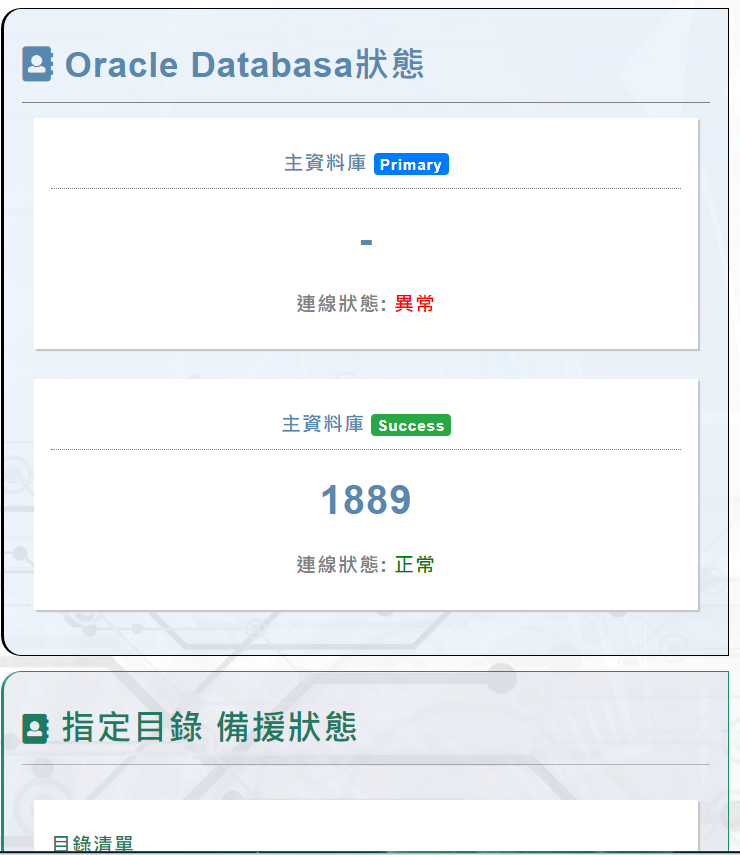 Oracle Databasa狀態
主資料庫 Primary
-
連線狀態: 異常
主資料庫 Success
1889
連線狀態: 正常
指定目錄 備援狀態
目錄清單